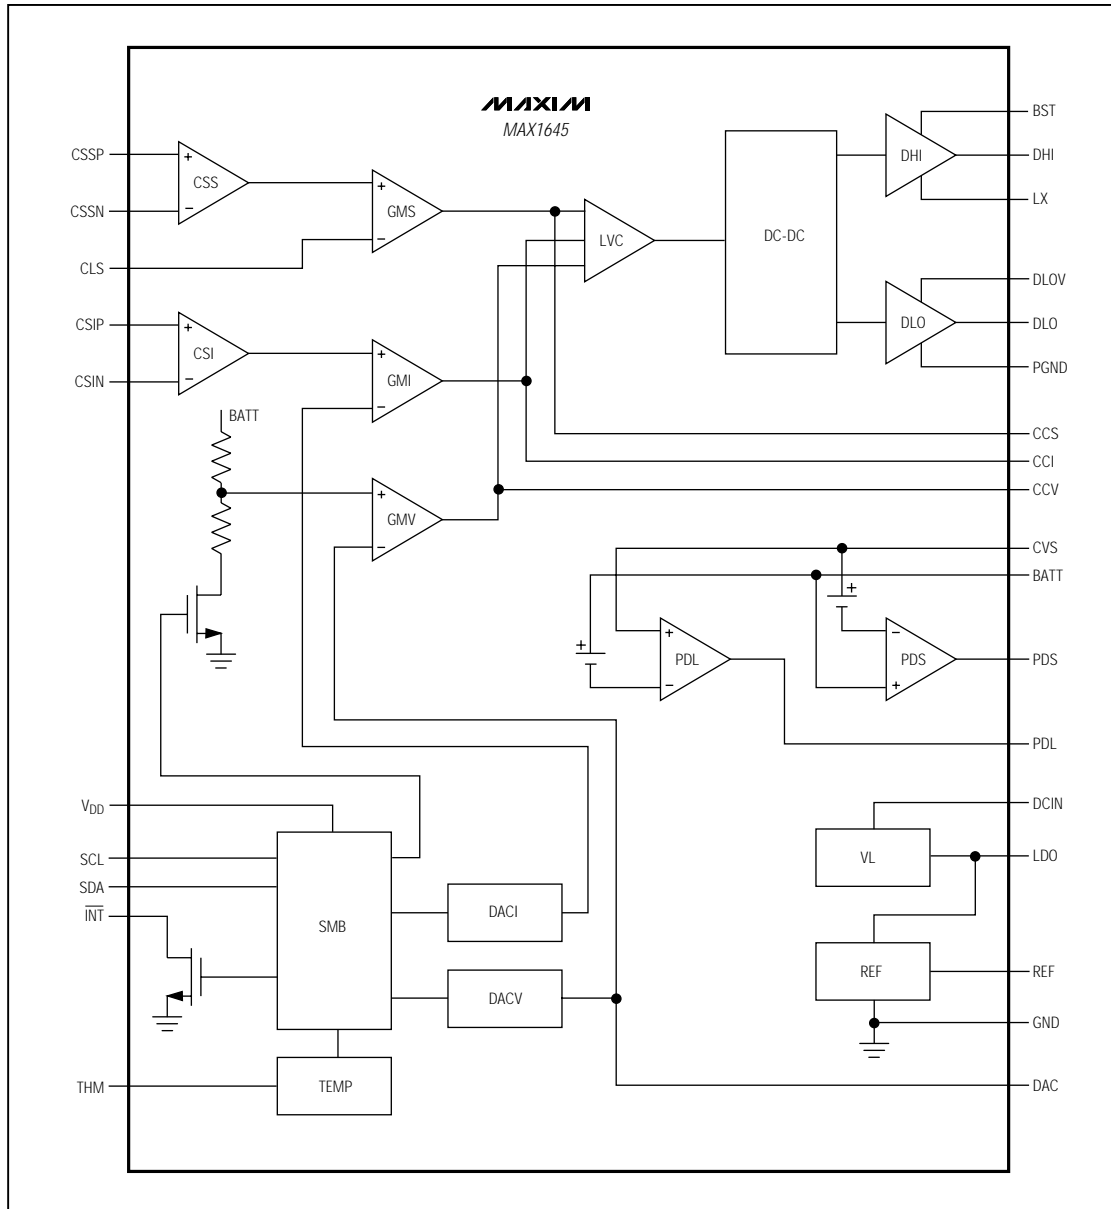 MAXIM
MAX1645
CSSP
CSSN
CLS
CSIP
CSIN
+
−
CSS
+
−
GMS
+
−
CSI
+
−
GMI
BATT
+
−
GMV
LVC
DC-DC
DHI
DLO
BST
DHI
LX
DLOV
DLO
PGND
CCS
CCI
CCV
CVS
BATT
+
+
+
−
PDL
−
+
PDS
PDS
PDL
VDD
SCL
SDA
INT
THM
SMB
TEMP
DACI
DACV
VL
REF
DCIN
LDO
REF
GND
DAC